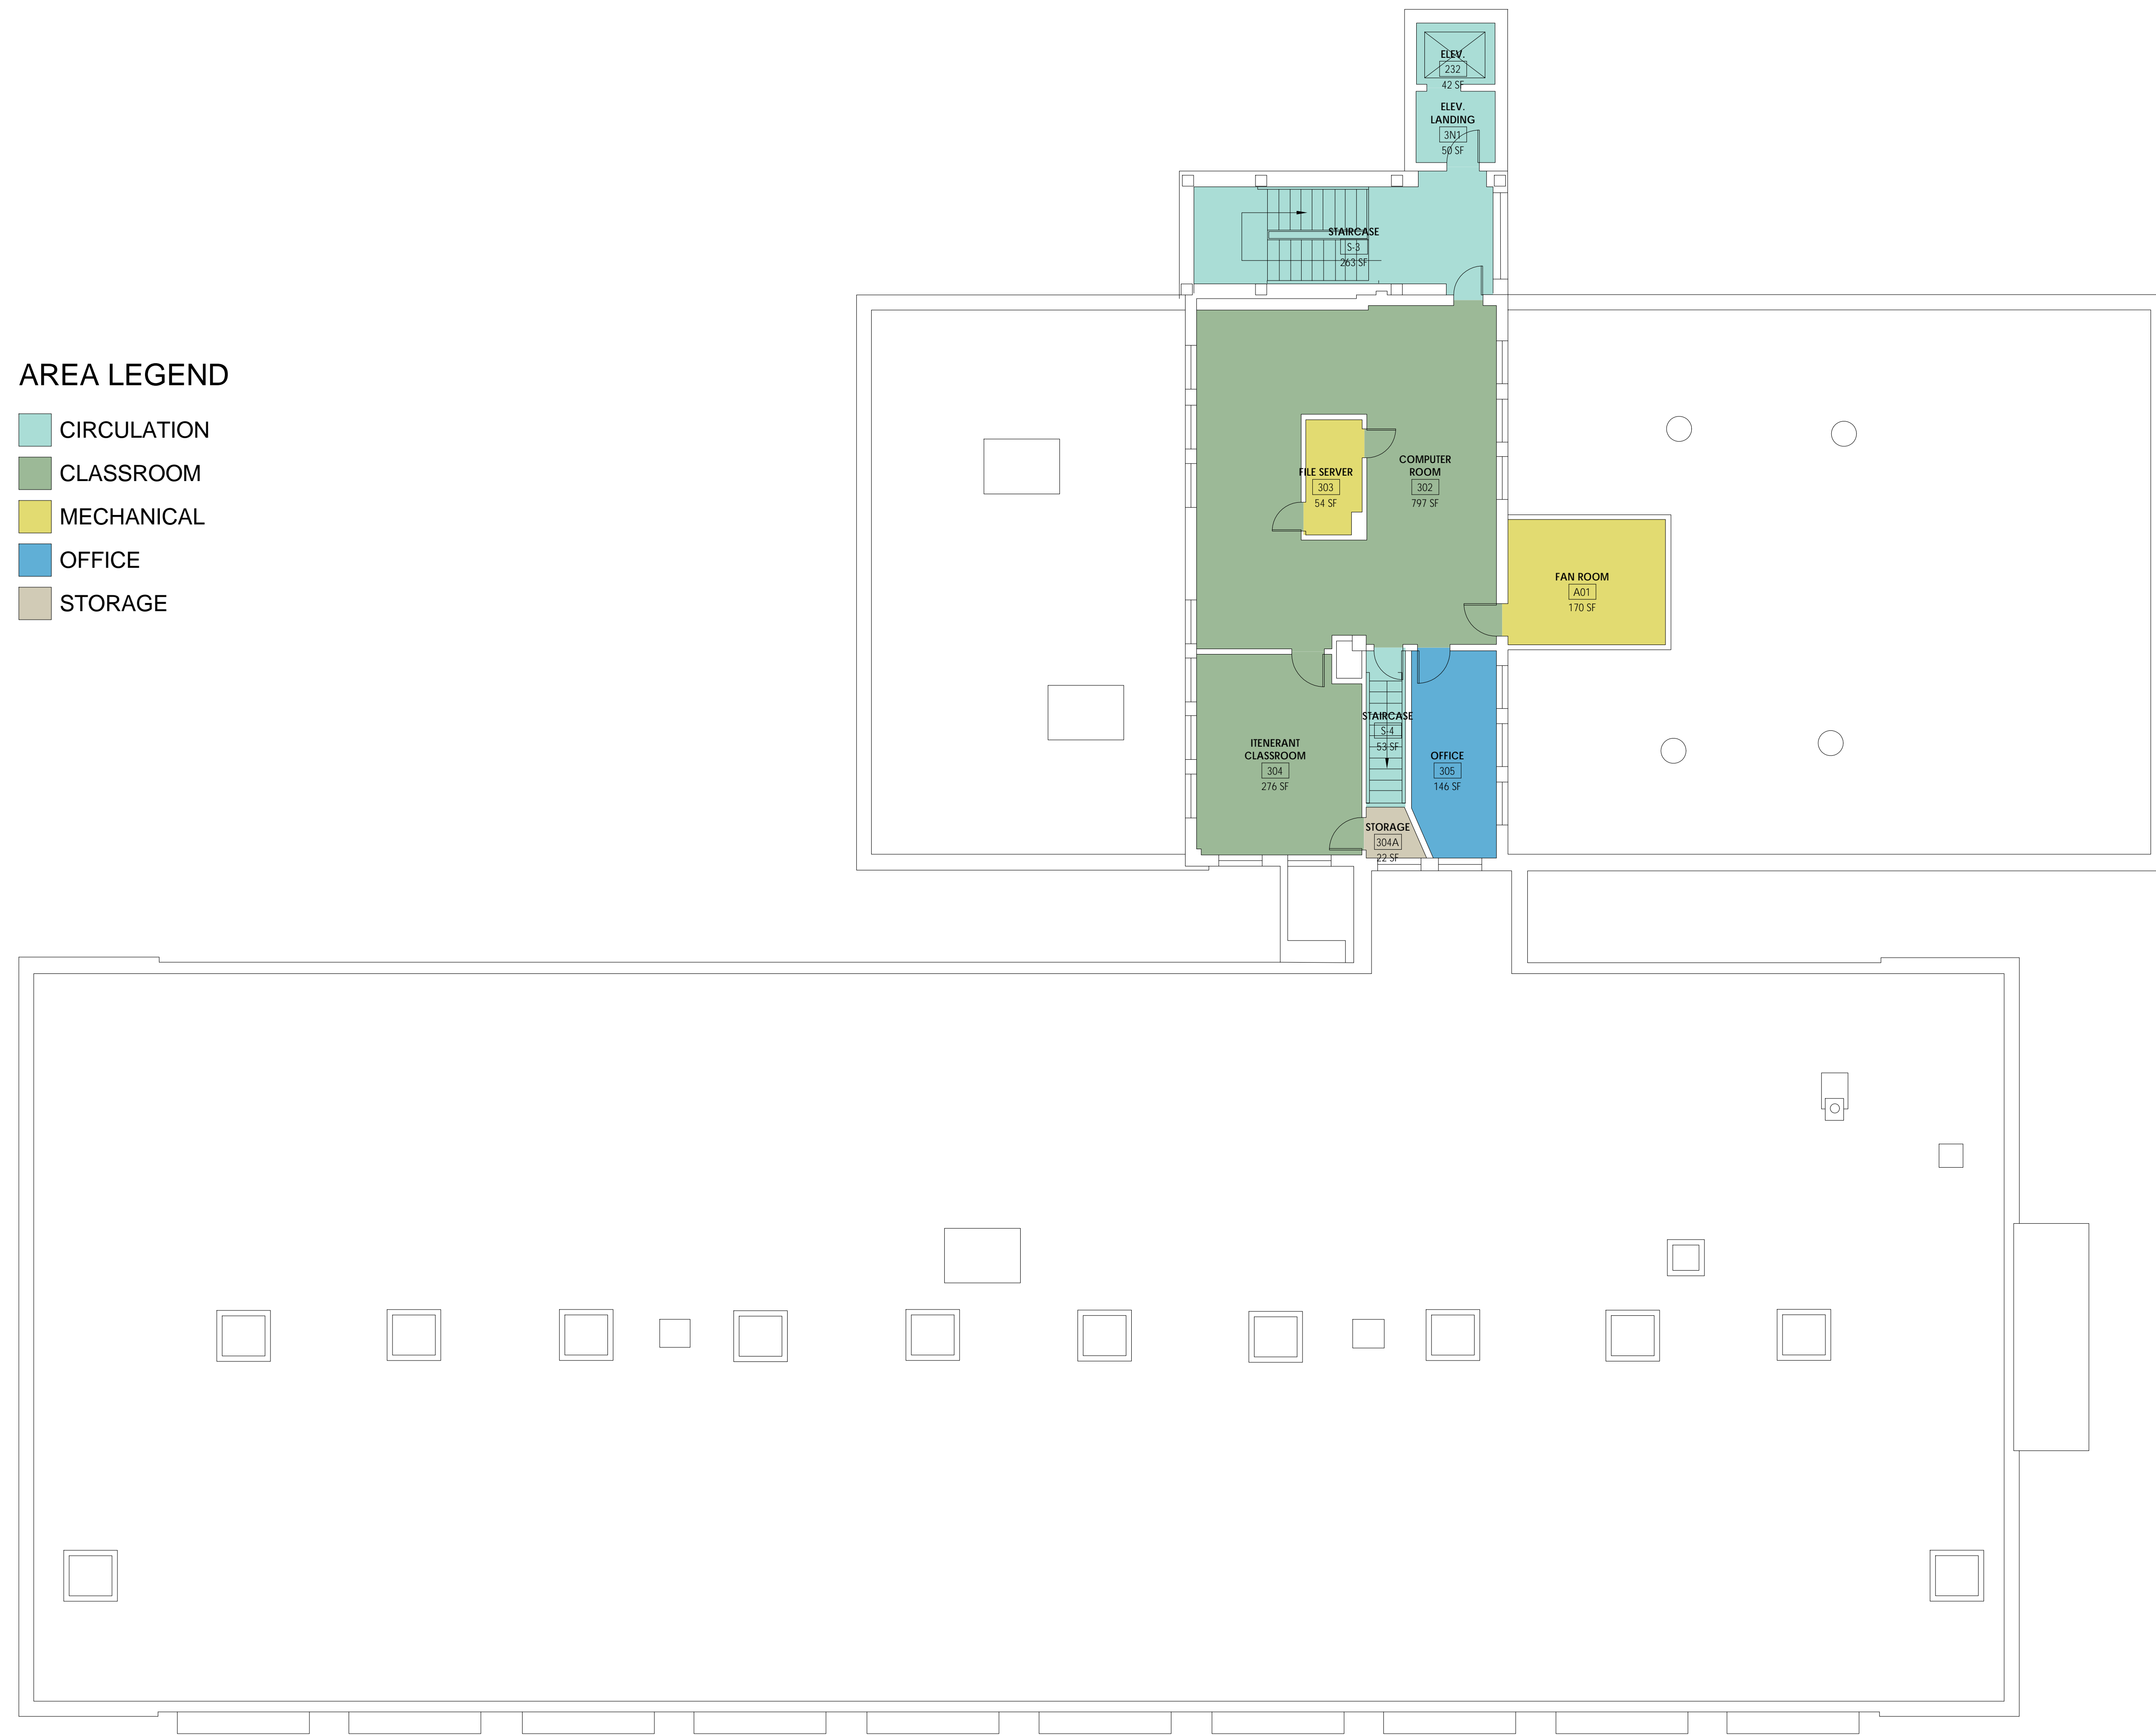 ELEV.
232
42 SF
ELEV.
LANDING
3N1
50 SF
STAIRCASE
S-3
263 SF
AREA LEGEND
CIRCULATION
CLASSROOM
MECHANICAL
OFFICE
STORAGE
FILE SERVER
303
54 SF
COMPUTER
ROOM
302
797 SF
FAN ROOM
A01
170 SF
ITENERANT
CLASSROOM
304
276 SF
STAIRCASE
S-4
53 SF
OFFICE
305
146 SF
STORAGE
304A
22 SF